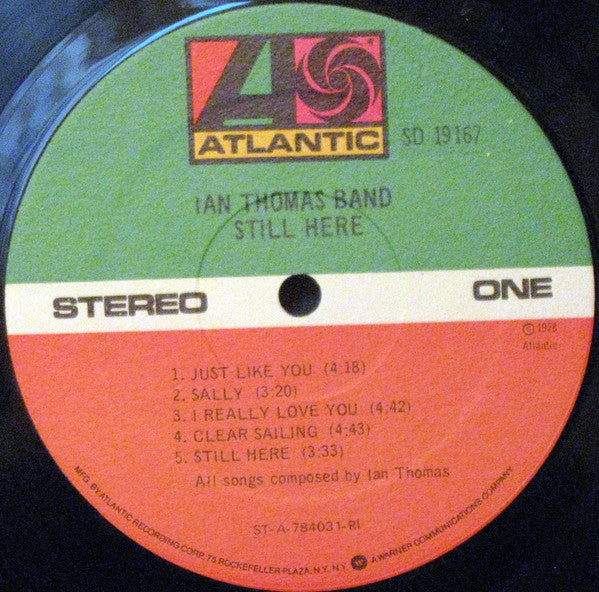 ATLANTIC
SD 19167
IAN THOMAS BAND
STILL HERE
STEREO
ONE
Ⓟ 1978
Atlantic
1. JUST LIKE YOU (4:18)
2. SALLY (3:20)
3. I REALLY LOVE YOU (4:42)
4. CLEAR SAILING (4:43)
5. STILL HERE (3:33)
All songs composed by Ian Thomas
ST-A-784031-RI
MFG. BY ATLANTIC RECORDING CORP. 75 ROCKEFELLER PLAZA, N.Y. N.Y. A WARNER COMMUNICATIONS COMPANY